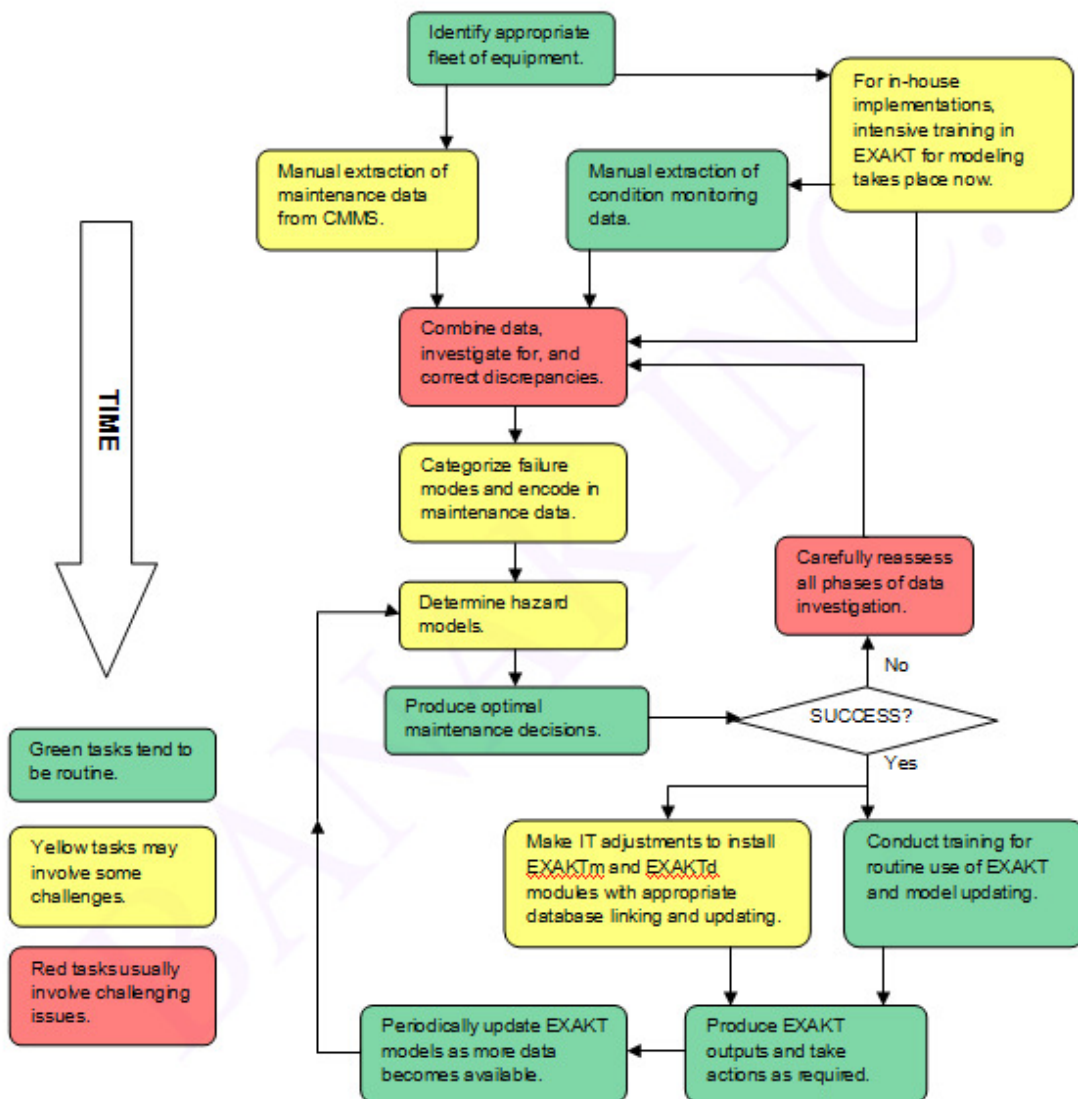 Identify appropriate
fleet of equipment.
For in-house
implementations,
intensive training in
EXAKT for modeling
takes place now.
Manual extraction of
maintenance data
from CMMS.
Manual extraction of
condition monitoring
data.
Combine data,
investigate for, and
correct discrepancies.
TIME
Categorize failure
modes and encode in
maintenance data.
Carefully reassess
all phases of data
investigation.
Determine hazard
models.
No
Produce optimal
maintenance decisions.
SUCCESS?
Yes
Green tasks tend to
be routine.
Yellow tasks may
involve some
challenges.
Red tasks usually
involve challenging
issues.
Make IT adjustments to install
EXAKTm and EXAKTd
modules with appropriate
database linking and updating.
Conduct training for
routine use of EXAKT
and model updating.
Periodically update EXAKT
models as more data
becomes available.
Produce EXAKT
outputs and take
actions as required.
BANAK INC.